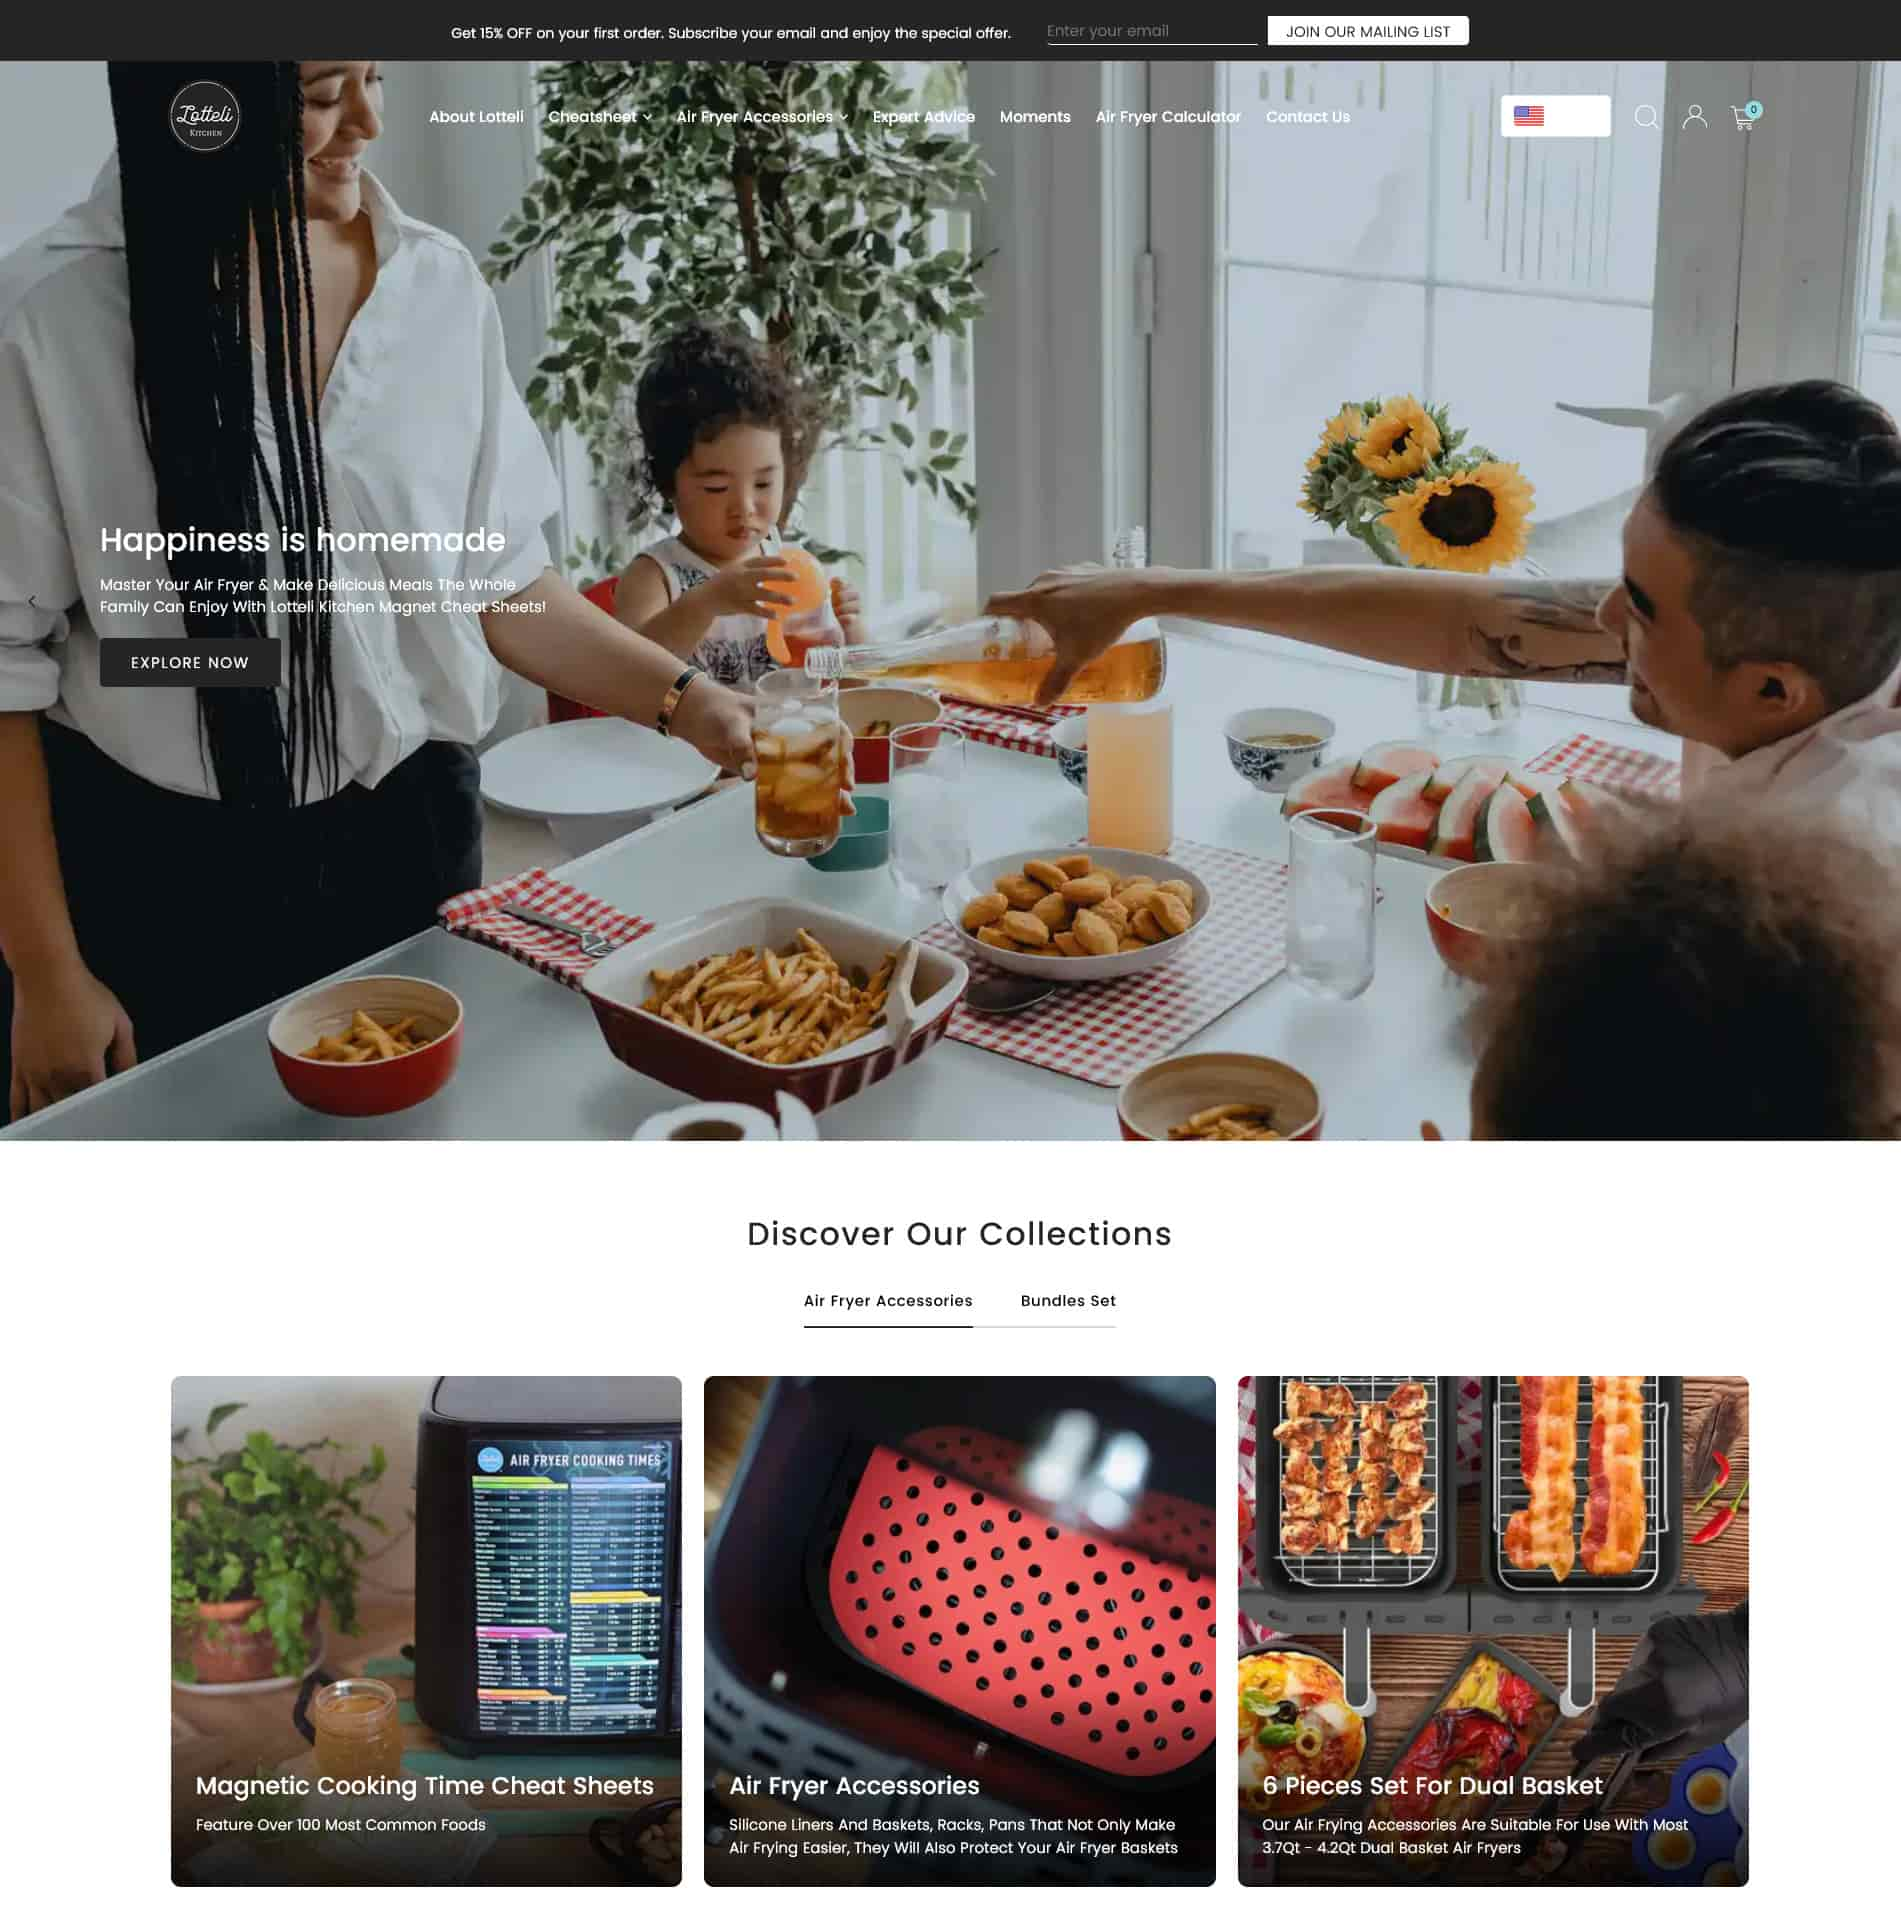 Get 15% OFF on your first order. Subscribe your email and enjoy the special offer.
Enter your email
JOIN OUR MAILING LIST
Lotteli
KITCHEN
About Lotteli
Cheatsheet
Air Fryer Accessories
Expert Advice
Moments
Air Fryer Calculator
Contact Us
0
Happiness is homemade
Master Your Air Fryer & Make Delicious Meals The Whole
Family Can Enjoy With Lotteli Kitchen Magnet Cheat Sheets!
EXPLORE NOW
Discover Our Collections
Air Fryer Accessories
Bundles Set
AIR FRYER COOKING TIMES
Magnetic Cooking Time Cheat Sheets
Feature Over 100 Most Common Foods
Air Fryer Accessories
Silicone Liners And Baskets, Racks, Pans That Not Only Make
Air Frying Easier, They Will Also Protect Your Air Fryer Baskets
6 Pieces Set For Dual Basket
Our Air Frying Accessories Are Suitable For Use With Most
3.7Qt - 4.2Qt Dual Basket Air Fryers